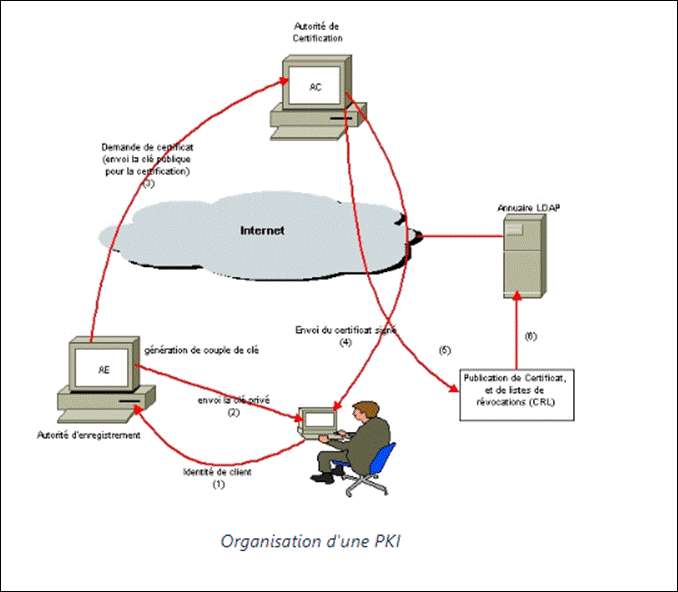 Autorité de
Certification
AC
Demande de certificat
(envoi la clé publique
pour la certification)
(3)
Internet
Annuaire LDAP
Envoi du certificat signé
(4)
(5)
(6)
génération de couple de clé
AE
Publication de Certificat,
et de listes de
révocations (CRL)
envoi la clé privé
(2)
Autorité d'enregistrement
Identité de client
(1)
Organisation d'une PKI